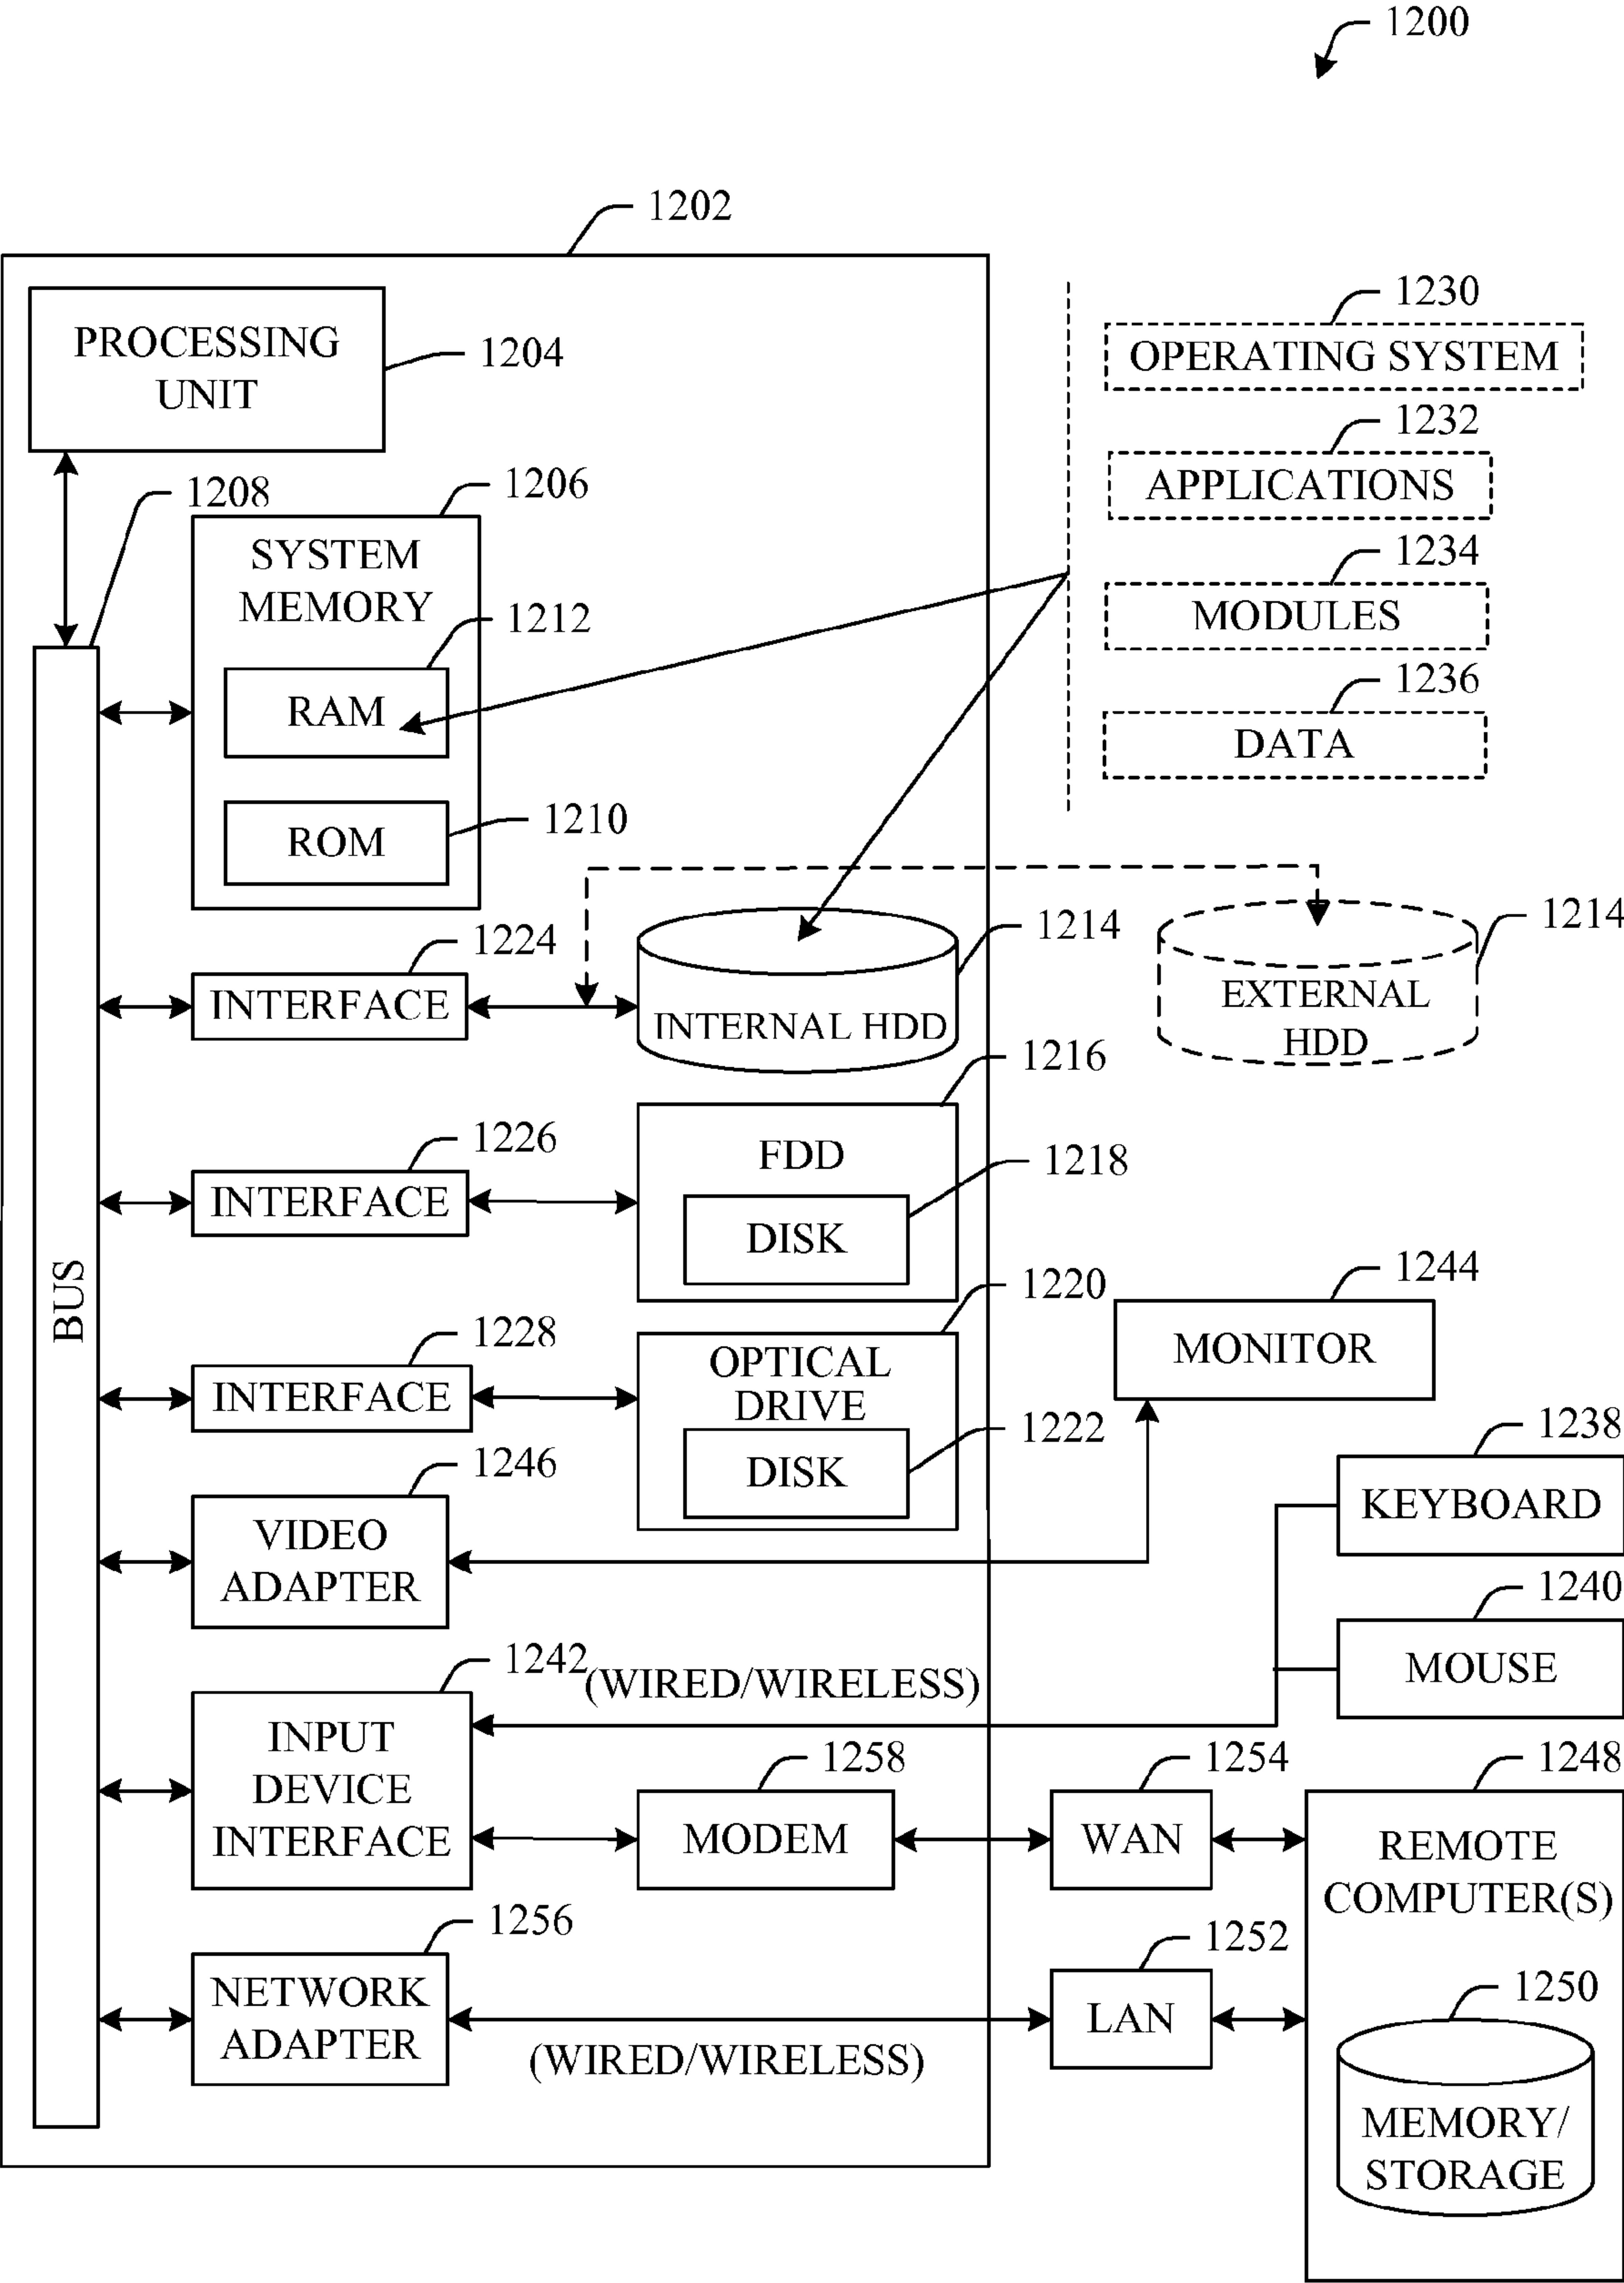 1200
1202
PROCESSING
UNIT
1204
1230
OPERATING SYSTEM
1232
APPLICATIONS
1234
MODULES
1236
DATA
1208
1206
SYSTEM
MEMORY
1212
RAM
1210
ROM
1224
INTERFACE
1214
INTERNAL HDD
1214
EXTERNAL
HDD
1216
FDD
1218
DISK
1226
INTERFACE
BUS
1220
OPTICAL
DRIVE
1222
DISK
1228
INTERFACE
1244
MONITOR
1246
VIDEO
ADAPTER
1238
KEYBOARD
1240
MOUSE
1242
(WIRED/WIRELESS)
INPUT
DEVICE
INTERFACE
1258
MODEM
1254
WAN
1248
REMOTE
COMPUTER(S)
1256
NETWORK
ADAPTER
(WIRED/WIRELESS)
1252
LAN
1250
MEMORY/
STORAGE